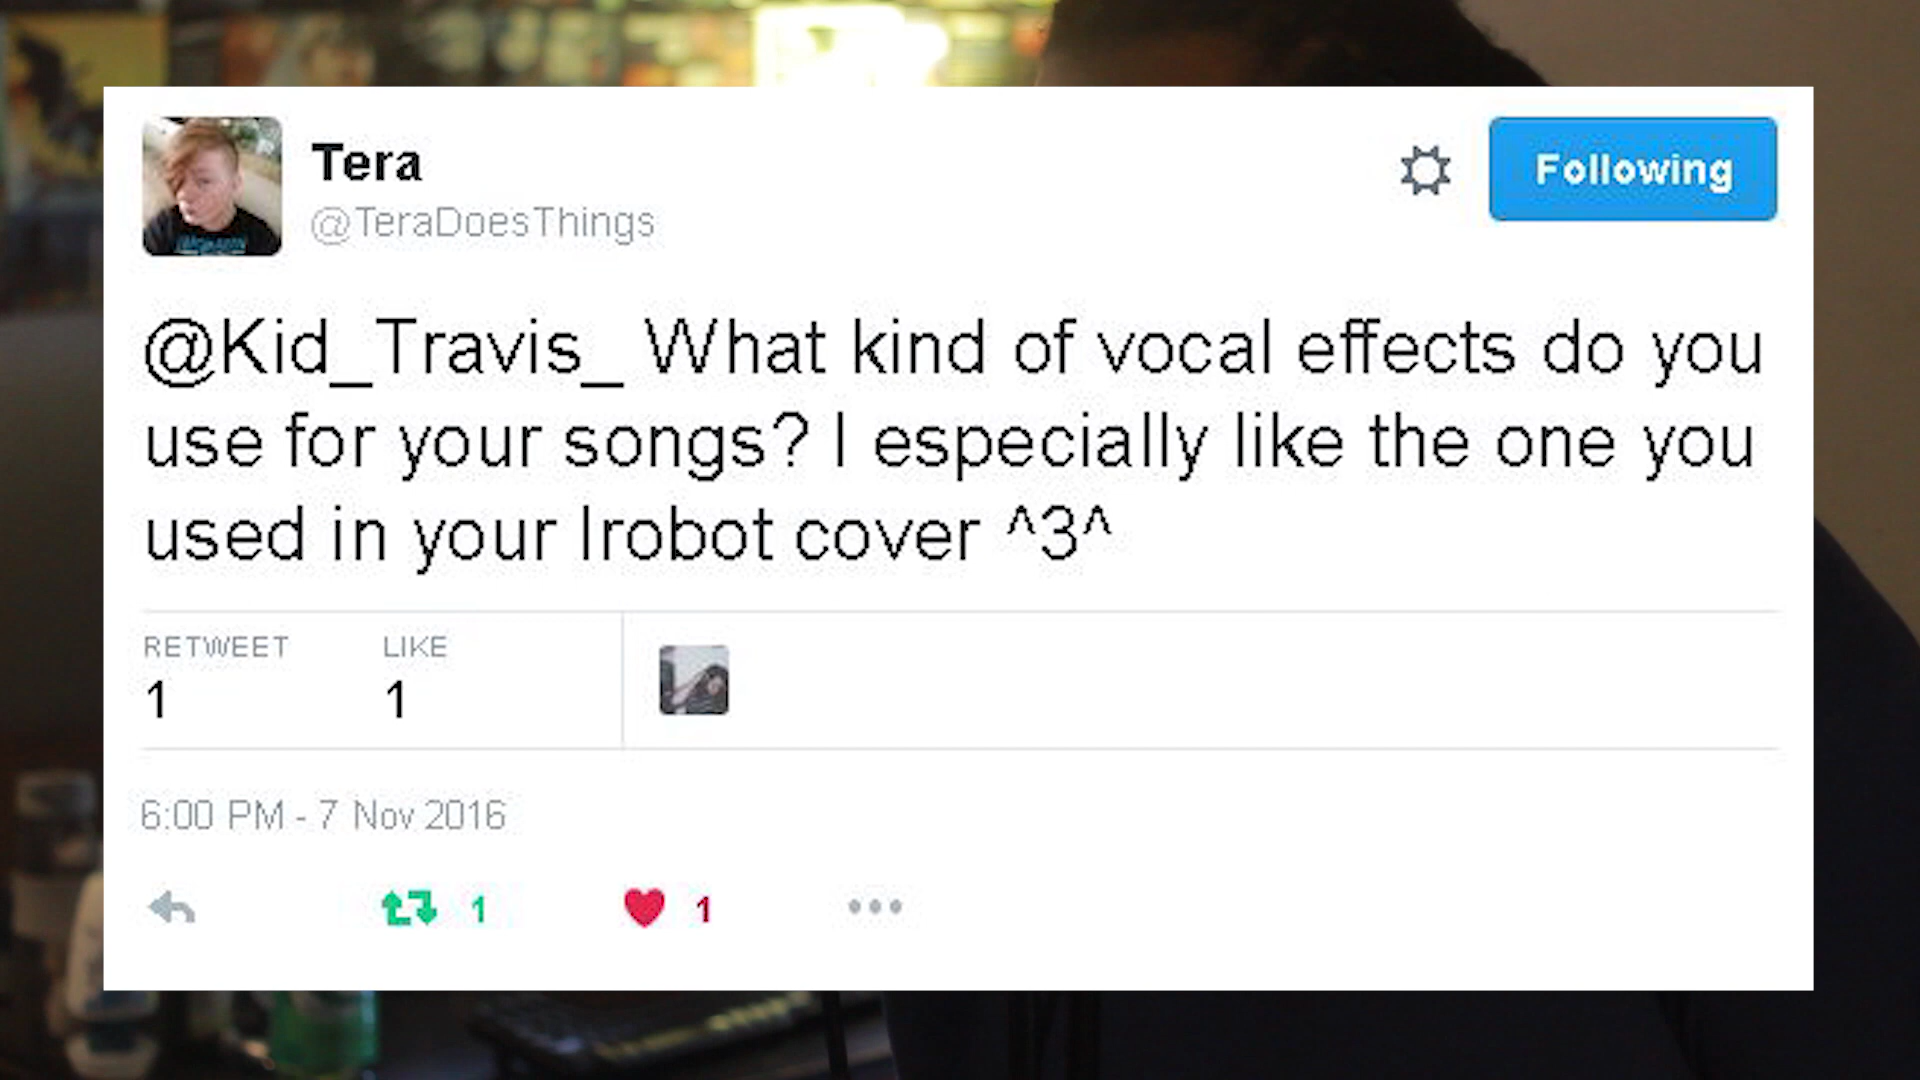 Tera
@TeraDoesThings
Following
@Kid_Travis_ What kind of vocal effects do you
use for your songs? I especially like the one you
used in your Irobot cover ^3^
RETWEET LIKE
1 1
6:00 PM - 7 Nov 2016
1 1